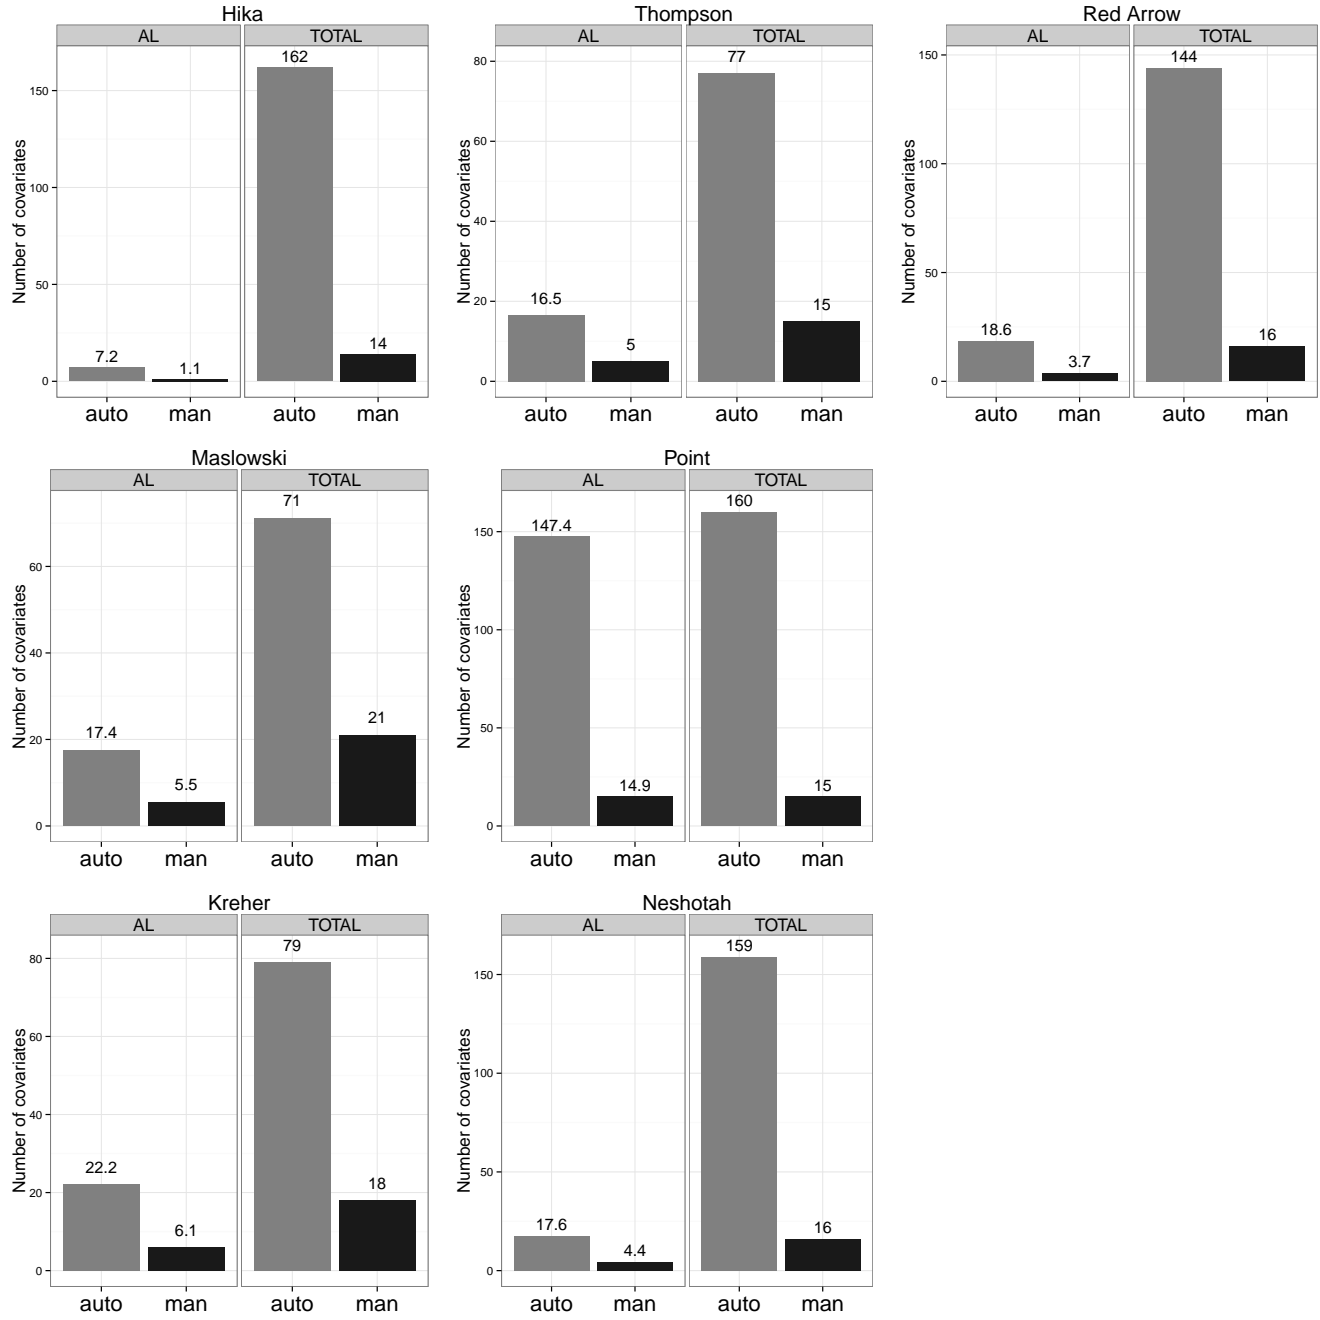 Hika
AL TOTAL
Number of covariates
150
100
50
0
7.2
1.1
162
14
auto man auto man
Thompson
AL TOTAL
Number of covariates
80
60
40
20
0
16.5
5
77
15
auto man auto man
Red Arrow
AL TOTAL
Number of covariates
150
100
50
0
18.6
3.7
144
16
auto man auto man
Maslowski
AL TOTAL
Number of covariates
60
40
20
0
17.4
5.5
71
21
auto man auto man
Point
AL TOTAL
Number of covariates
150
100
50
0
147.4
14.9
160
15
auto man auto man
Kreher
AL TOTAL
Number of covariates
80
60
40
20
0
22.2
6.1
79
18
auto man auto man
Neshotah
AL TOTAL
Number of covariates
150
100
50
0
17.6
4.4
159
16
auto man auto man